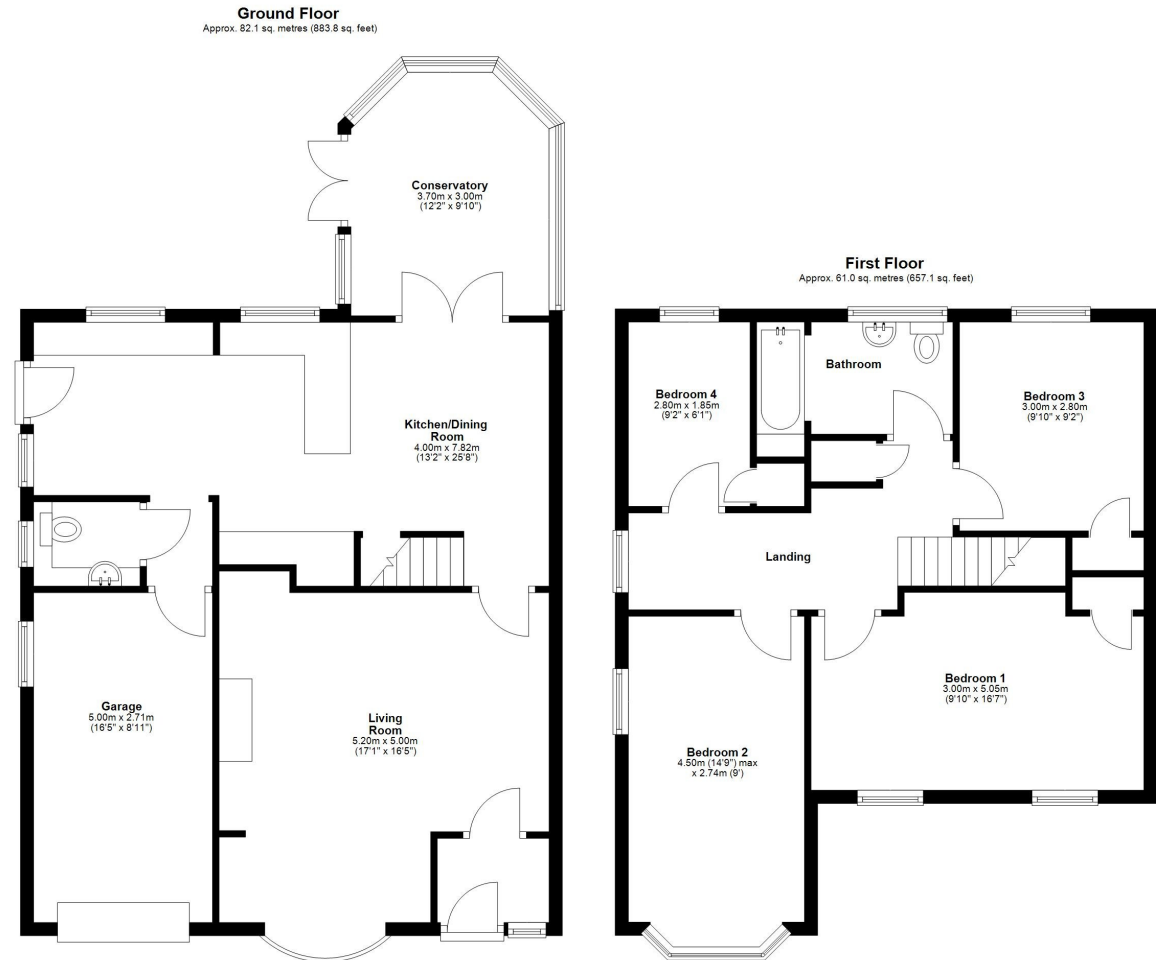 Ground Floor
Approx. 82.1 sq. metres (883.8 sq. feet)
Conservatory
3.70m x 3.00m
(12'2" x 9'10")
Kitchen/Dining
Room
4.00m x 7.82m
(13'2" x 25'8")
Garage
5.00m x 2.71m
(16'5" x 8'11")
Living
Room
5.20m x 5.00m
(17'1" x 16'5")
First Floor
Approx. 61.0 sq. metres (657.1 sq. feet)
Bedroom 4
2.80m x 1.85m
(9'2" x 6'1")
Bathroom
Bedroom 3
3.00m x 2.80m
(9'10" x 9'2")
Landing
Bedroom 1
3.00m x 5.05m
(9'10" x 16'7")
Bedroom 2
4.50m (14'9") max
x 2.74m (9')